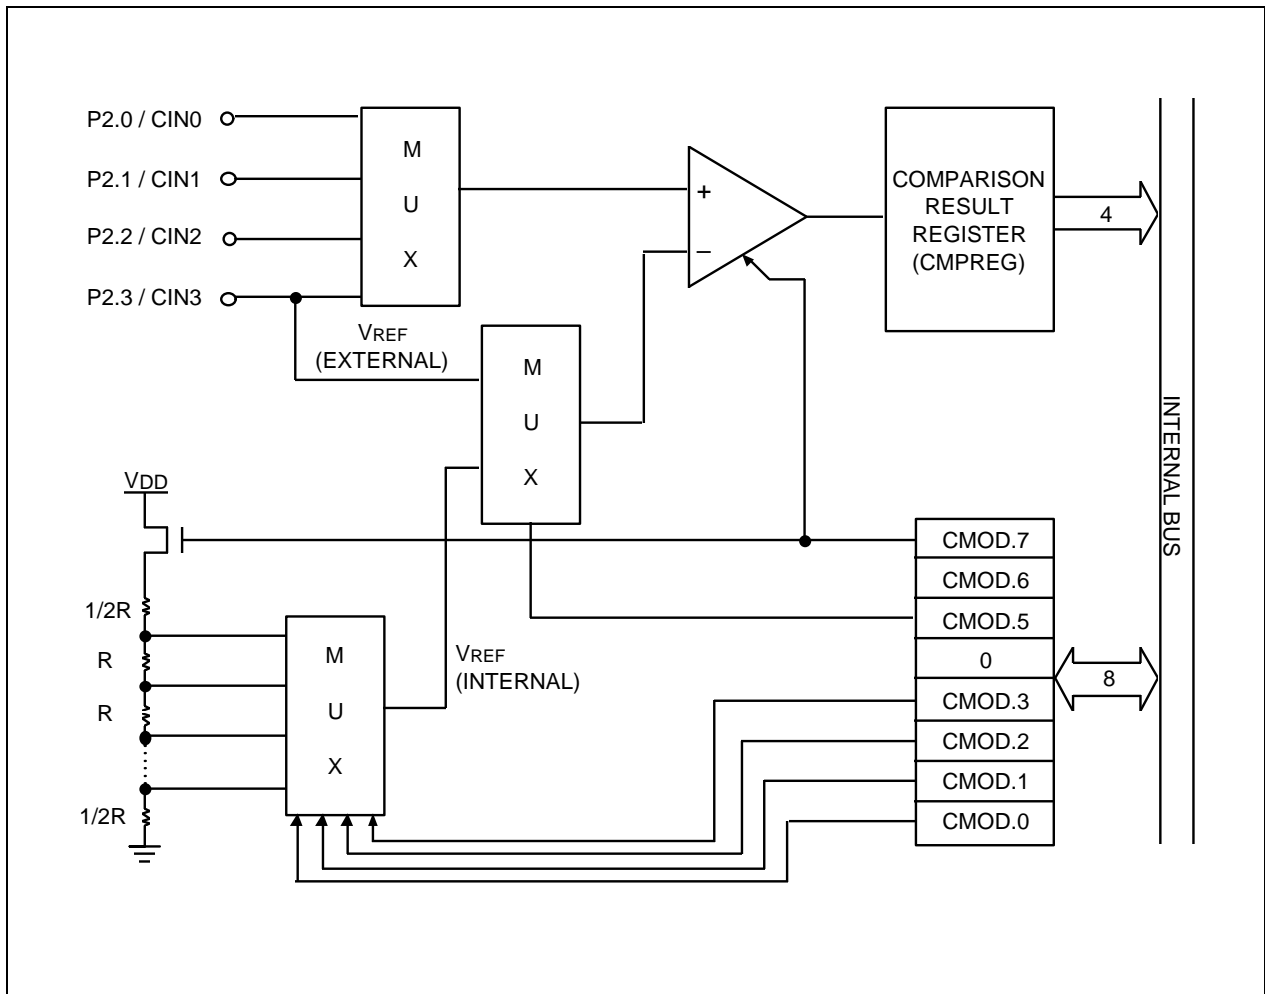 P2.0 / CIN0
P2.1 / CIN1
P2.2 / CIN2
P2.3 / CIN3
M
U
X
+
–
COMPARISON
RESULT
REGISTER
(CMPREG)
4
VREF
(EXTERNAL)
M
U
X
INTERNAL BUS
VDD
1/2R
R
R
1/2R
M
U
X
VREF
(INTERNAL)
CMOD.7
CMOD.6
CMOD.5
0
CMOD.3
CMOD.2
CMOD.1
CMOD.0
8